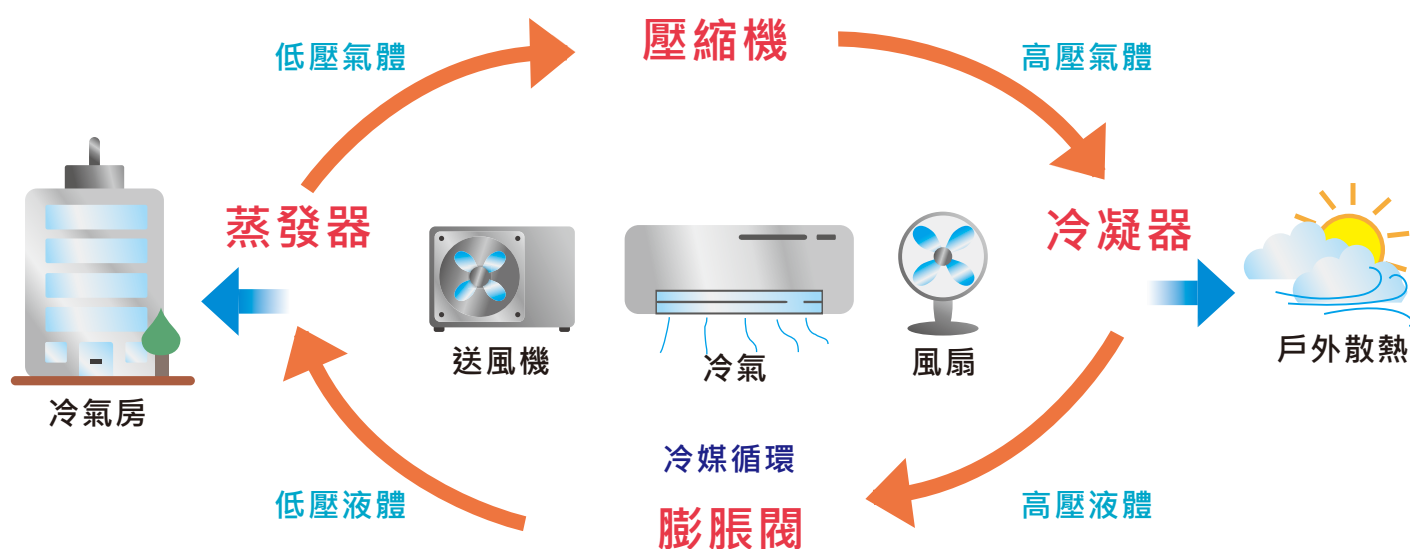 壓縮機
低壓氣體
高壓氣體
蒸發器
冷凝器
送風機
冷氣
風扇
戶外散熱
冷氣房
冷媒循環
低壓液體
高壓液體
膨脹閥